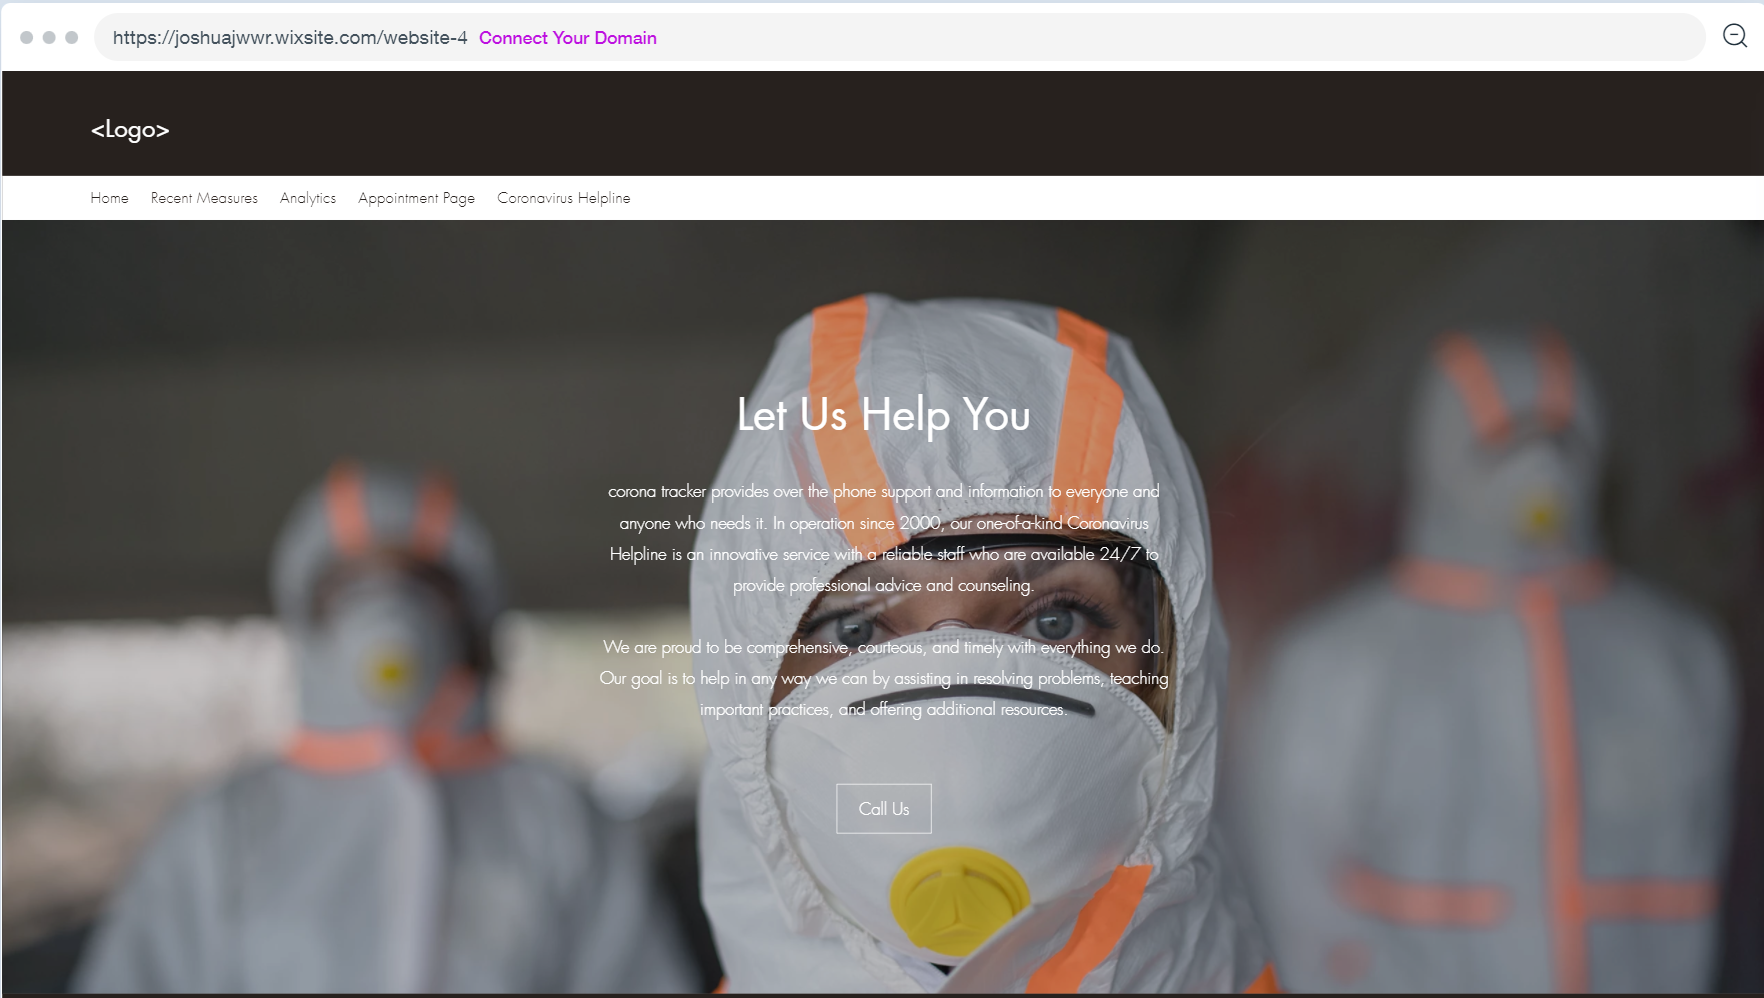 https://joshuajwwr.wixsite.com/website-4 Connect Your Domain
<Logo>
Home Recent Measures Analytics Appointment Page Coronavirus Helpline
Let Us Help You
corona tracker provides over the phone support and information to everyone and
anyone who needs it. In operation since 2000, our one-of-a-kind Coronavirus
Helpline is an innovative service with a reliable staff who are available 24/7 to
provide professional advice and counseling.
We are proud to be comprehensive, courteous, and timely with everything we do.
Our goal is to help in any way we can by assisting in resolving problems, teaching
important practices, and offering additional resources.
Call Us